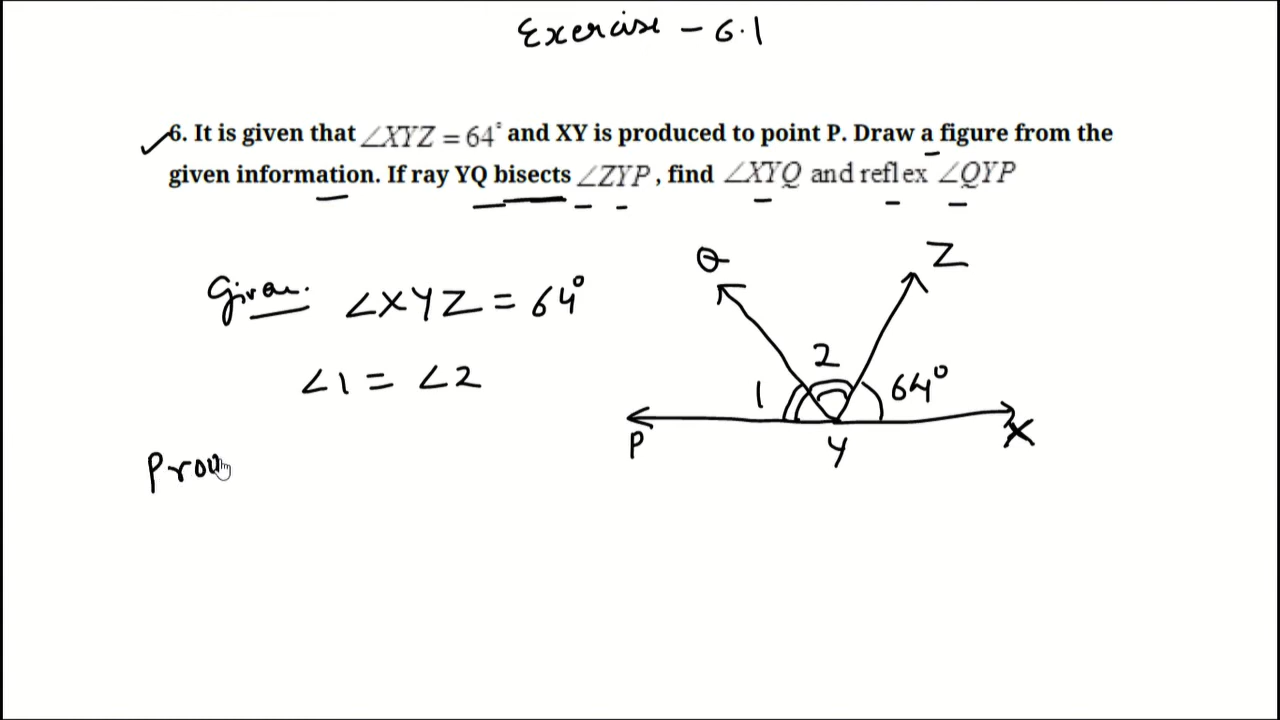 Exercise - 6.1
6. It is given that ∠XYZ = 64° and XY is produced to point P. Draw a figure from the
given information. If ray YQ bisects ∠ZYP, find ∠XYQ and reflex ∠QYP
Given: ∠XYZ = 64°
∠1 = ∠2
Q
Z
2
1
64°
P
Y
X